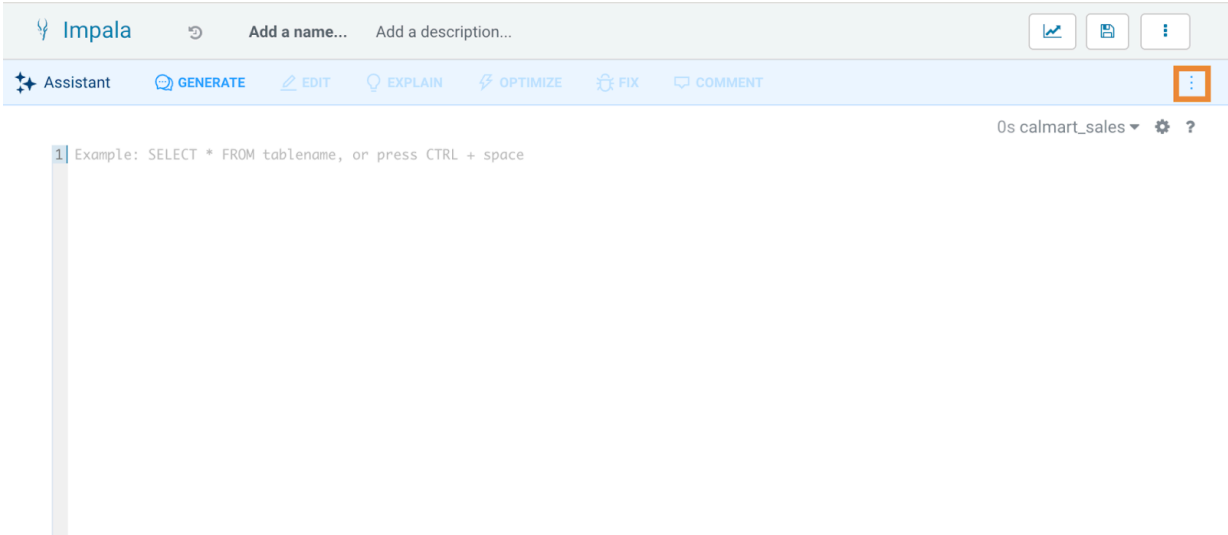 Impala Add a name... Add a description...
Assistant GENERATE EDIT EXPLAIN OPTIMIZE FIX COMMENT
0s calmart_sales ?
1 Example: SELECT * FROM tablename, or press CTRL + space